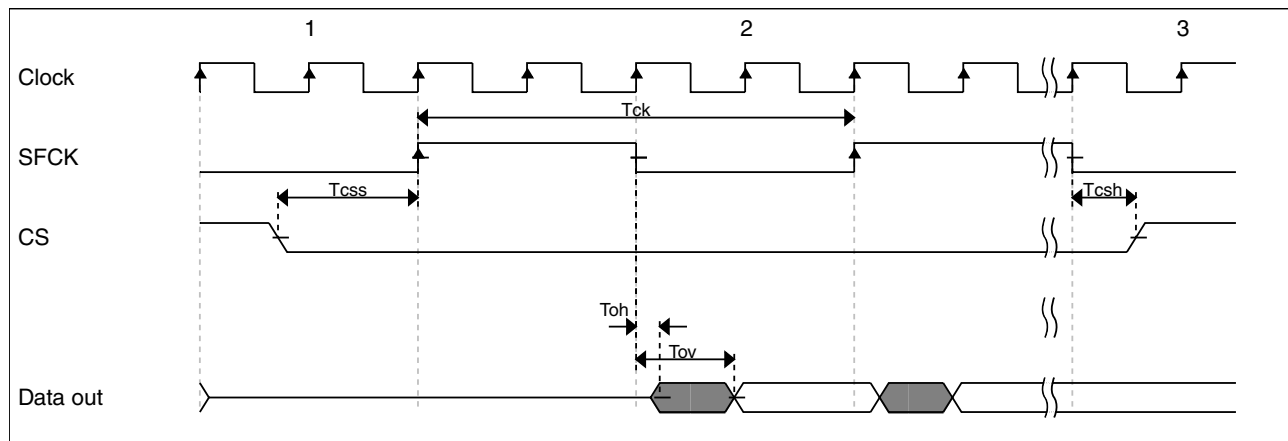 1 2 3
Clock
Tck
SFCK
Tcss Tcsh
CS
Toh
Tov
Data out